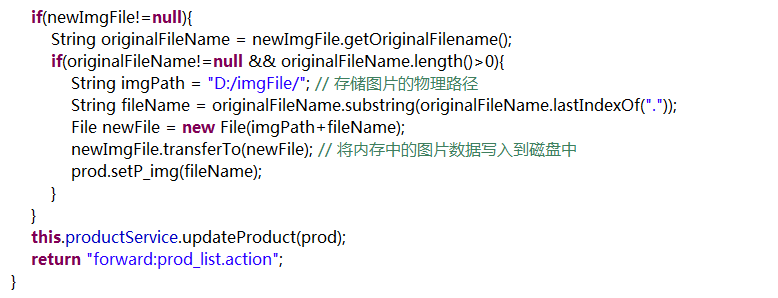 if(newImgFile!=null){
String originalFileName = newImgFile.getOriginalFilename();
if(originalFileName!=null && originalFileName.length()>0){
String imgPath = "D:/imgFile/"; // 存储图片的物理路径
String fileName = originalFileName.substring(originalFileName.lastIndexOf("."));
File newFile = new File(imgPath+fileName);
newImgFile.transferTo(newFile); // 将内存中的图片数据写入到磁盘中
prod.setP_img(fileName);
}
}
this.productService.updateProduct(prod);
return "forward:prod_list.action";
}